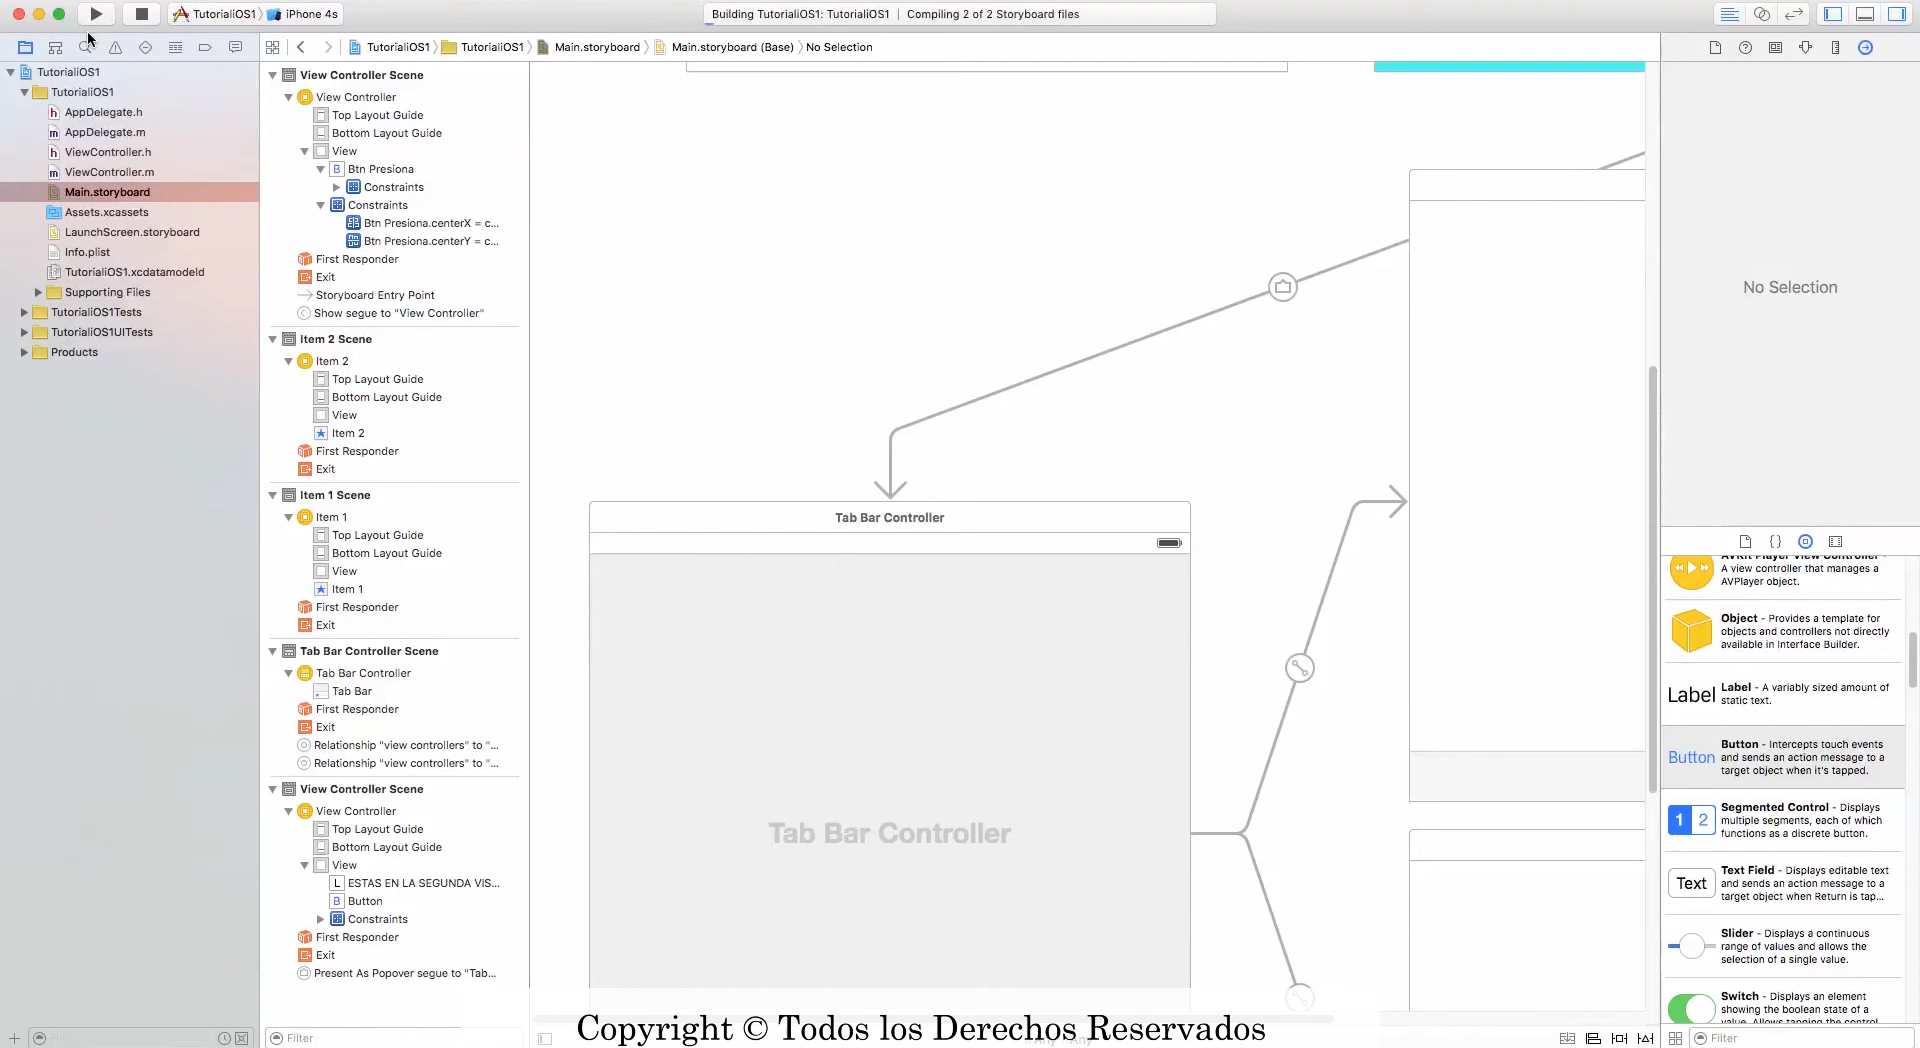 TutorialiOS1 iPhone 4s
Building TutorialiOS1: TutorialiOS1 | Compiling 2 of 2 Storyboard files
TutorialiOS1 TutorialiOS1 Main.storyboard Main.storyboard (Base) No Selection
TutorialiOS1
TutorialiOS1
AppDelegate.h
AppDelegate.m
ViewController.h
ViewController.m
Main.storyboard
Assets.xcassets
LaunchScreen.storyboard
Info.plist
TutorialiOS1.xcdatamodeld
Supporting Files
TutorialiOS1Tests
TutorialiOS1UITests
Products
View Controller Scene
View Controller
Top Layout Guide
Bottom Layout Guide
View
B Btn Presiona
Constraints
Constraints
Btn Presiona.centerX = c...
Btn Presiona.centerY = c...
First Responder
Exit
Storyboard Entry Point
Show segue to "View Controller"
Item 2 Scene
Item 2
Top Layout Guide
Bottom Layout Guide
View
Item 2
First Responder
Exit
Item 1 Scene
Item 1
Top Layout Guide
Bottom Layout Guide
View
Item 1
First Responder
Exit
Tab Bar Controller Scene
Tab Bar Controller
Tab Bar
First Responder
Exit
Relationship "view controllers" to "...
Relationship "view controllers" to "...
View Controller Scene
View Controller
Top Layout Guide
Bottom Layout Guide
View
L ESTAS EN LA SEGUNDA VIS...
B Button
Constraints
First Responder
Exit
Present As Popover segue to "Tab...
Filter
Tab Bar Controller
Tab Bar Controller
No Selection
AVKit Player View Controller -
A view controller that manages a
AVPlayer object.
Object - Provides a template for
objects and controllers not directly
available in Interface Builder.
Label
Label - A variably sized amount of
static text.
Button
Button - Intercepts touch events
and sends an action message to a
target object when it's tapped.
1 2
Segmented Control - Displays
multiple segments, each of which
functions as a discrete button.
Text
Text Field - Displays editable text
and sends an action message to a
target object when Return is tap...
Slider - Displays a continuous
range of values and allows the
selection of a single value.
Switch - Displays an element
showing the boolean state of a
value. Allows tapping the control
Filter
Copyright © Todos los Derechos Reservados